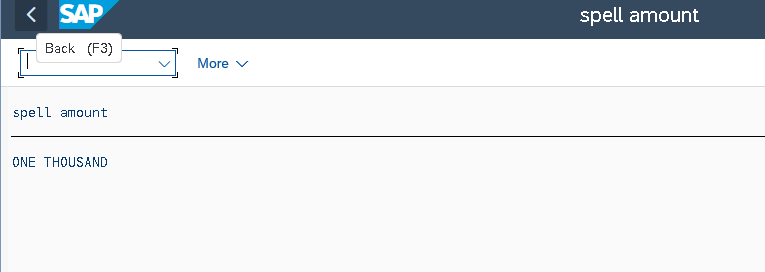 SAP
spell amount
Back (F3)
More
spell amount
ONE THOUSAND